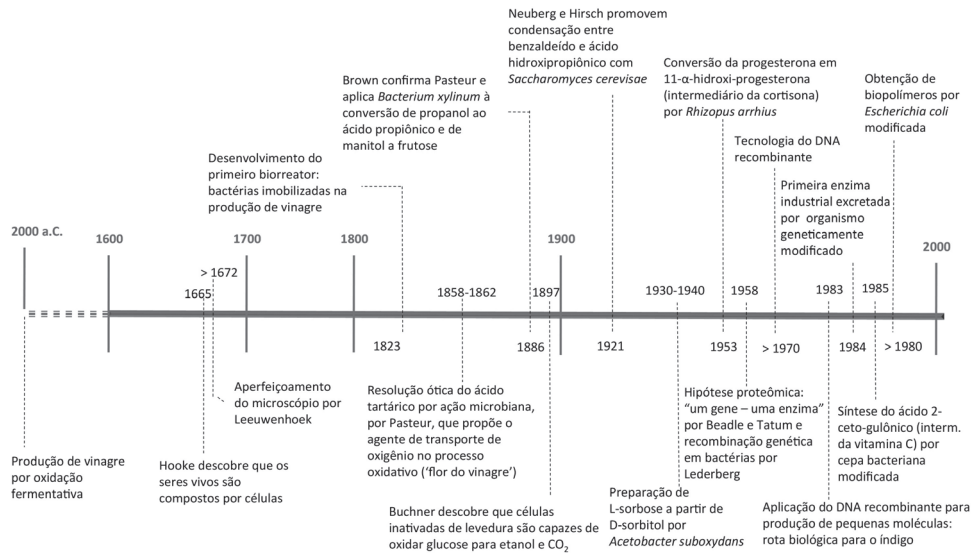 Neuberg e Hirsch promovem
condensação entre
benzaldeído e ácido
hidroxipropiônico com
Saccharomyces cerevisae
Brown confirma Pasteur e
aplica Bacterium xylinum à
conversão de propanol ao
ácido propiônico e de
manitol a frutose
Conversão da progesterona em
11-α-hidroxi-progesterona
(intermediário da cortisona)
por Rhizopus arrhius
Obtenção de
biopolímeros por
Escherichia coli
modificada
Desenvolvimento do
primeiro biorreator:
bactérias imobilizadas na
produção de vinagre
Tecnologia do DNA
recombinante
Primeira enzima
industrial excretada
por organismo
geneticamente
modificado
2000 a.C.
1600
1700
1800
1900
2000
> 1672
1665
1858-1862
1897
1930-1940
1958
1983
1985
1823
1886
1921
1953
> 1970
1984
> 1980
Aperfeiçoamento
do microscópio por
Leeuwenhoek
Resolução ótica do ácido
tartárico por ação microbiana,
por Pasteur, que propõe o
agente de transporte de
oxigênio no processo
oxidativo (‘flor do vinagre’)
Hipótese proteômica:
“um gene – uma enzima”
por Beadle e Tatum e
recombinação genética
em bactérias por
Lederberg
Síntese do ácido 2-
ceto-gulônico (interm.
da vitamina C) por
cepa bacteriana
modificada
Produção de vinagre
por oxidação
fermentativa
Hooke descobre que os
seres vivos são
compostos por células
Buchner descobre que células
inativadas de levedura são capazes de
oxidar glucose para etanol e CO2
Preparação de
L-sorbose a partir de
D-sorbitol por
Acetobacter suboxydans
Aplicação do DNA recombinante para
produção de pequenas moléculas:
rota biológica para o índigo